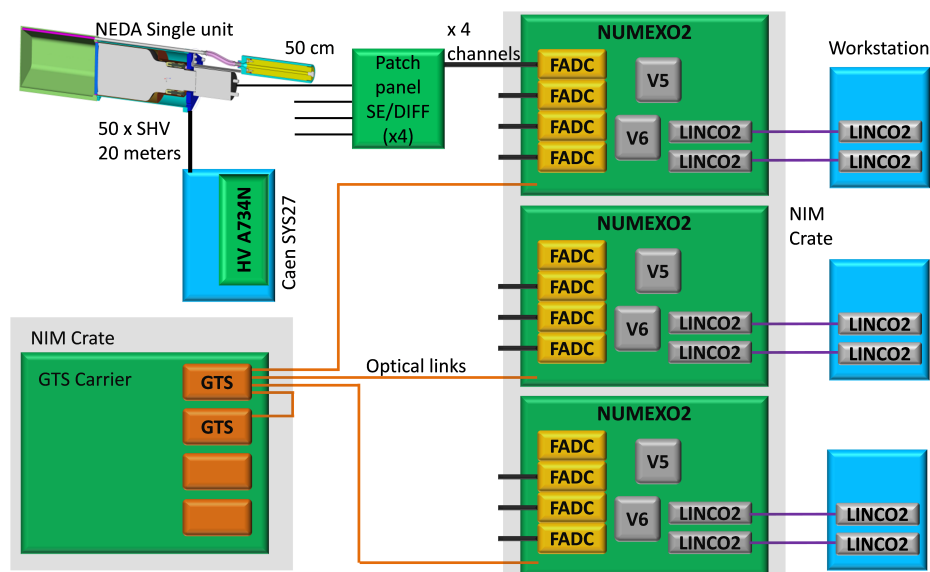 NEDA Single unit
50 cm
x 4
channels
Patch
panel
SE/DIFF
(x4)
50 x SHV
20 meters
HV A734N
Caen SYS27
NUMEXO2
FADC
FADC
FADC
FADC
V5
V6
LINCO2
LINCO2
Workstation
LINCO2
LINCO2
NIM
Crate
NUMEXO2
FADC
FADC
FADC
FADC
V5
V6
LINCO2
LINCO2
LINCO2
LINCO2
NIM Crate
GTS Carrier
GTS
GTS
Optical links
NUMEXO2
FADC
FADC
FADC
FADC
V5
V6
LINCO2
LINCO2
LINCO2
LINCO2